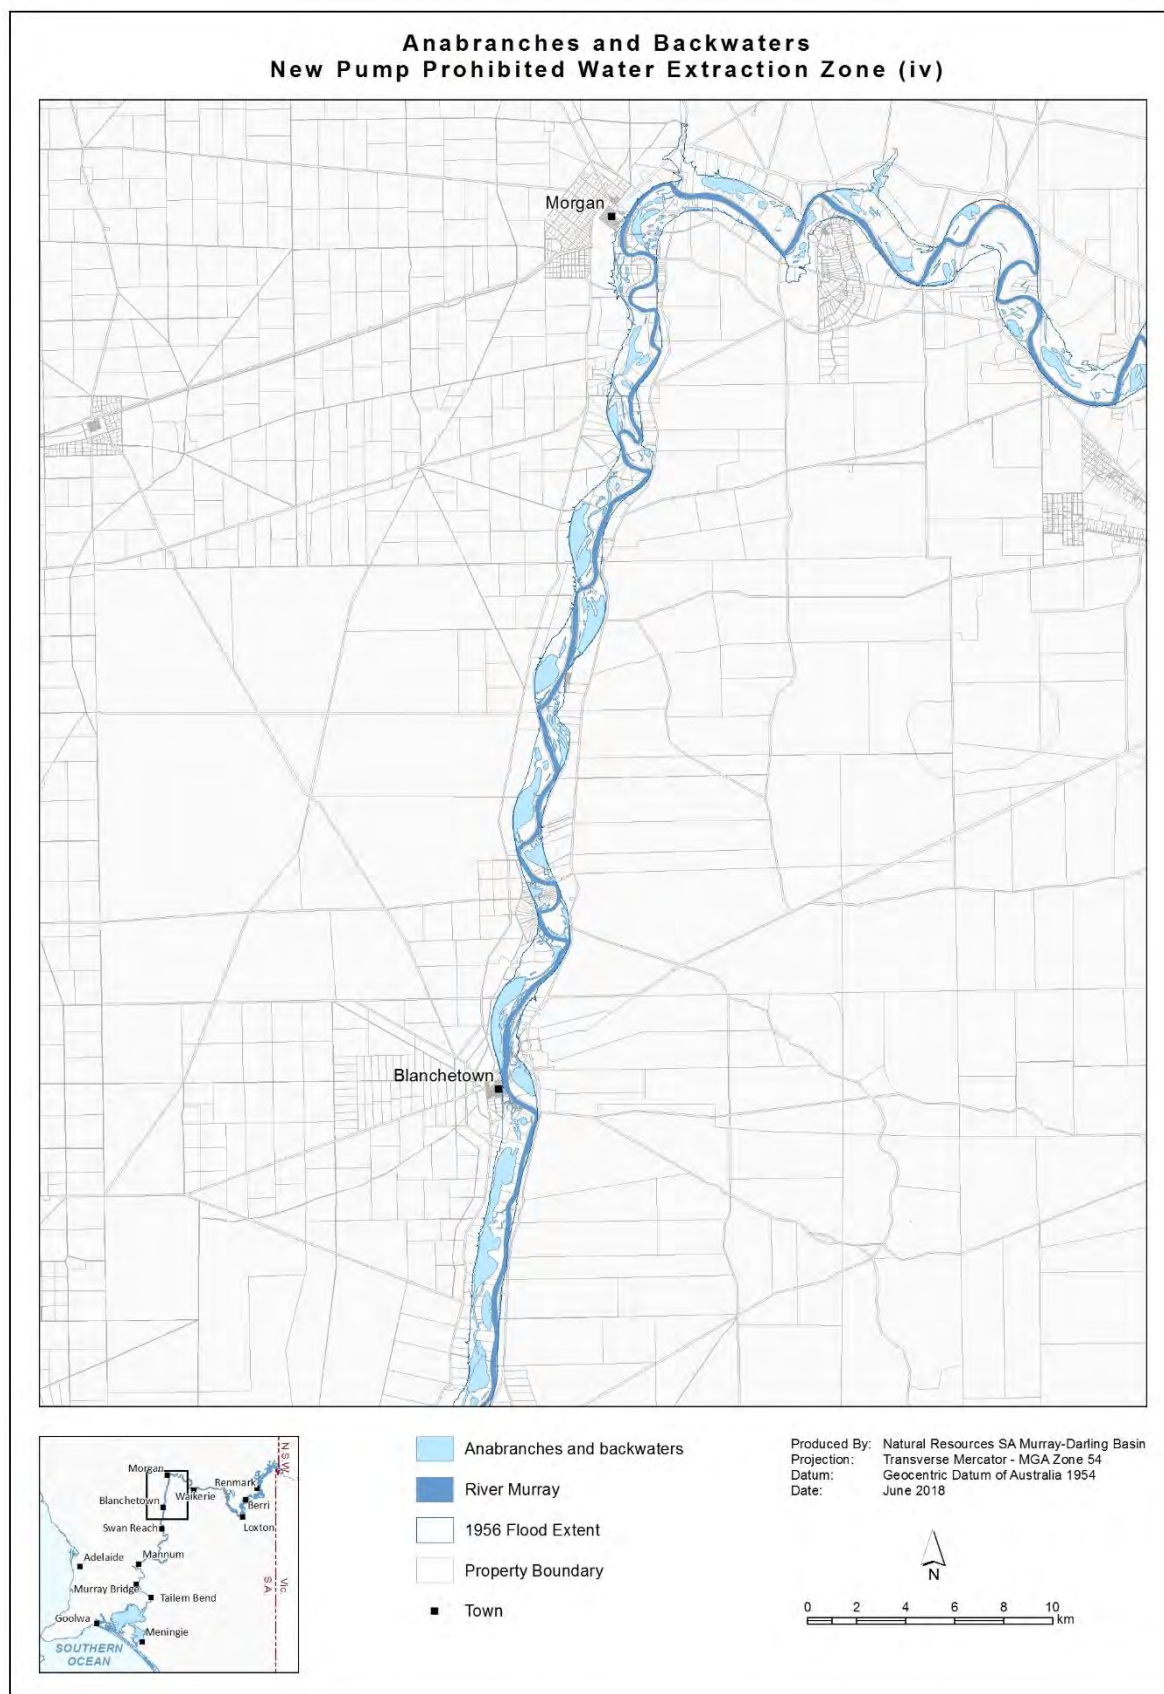 Anabranches and Backwaters
New Pump Prohibited Water Extraction Zone (iv)
Morgan
Blanchetown
Morgan
Renmark
Waikerie
Blanchetown
Berri
Swan Reach
Loxton
Adelaide
Mannum
Murray Bridge
Tailem Bend
Goolwa
Meningie
SOUTHERN
OCEAN
N.S.W.
Vic.
S A
Anabranches and backwaters
River Murray
1956 Flood Extent
Property Boundary
Town
Produced By: Natural Resources SA Murray-Darling Basin
Projection: Transverse Mercator - MGA Zone 54
Datum: Geocentric Datum of Australia 1954
Date: June 2018
N
0 2 4 6 8 10
km